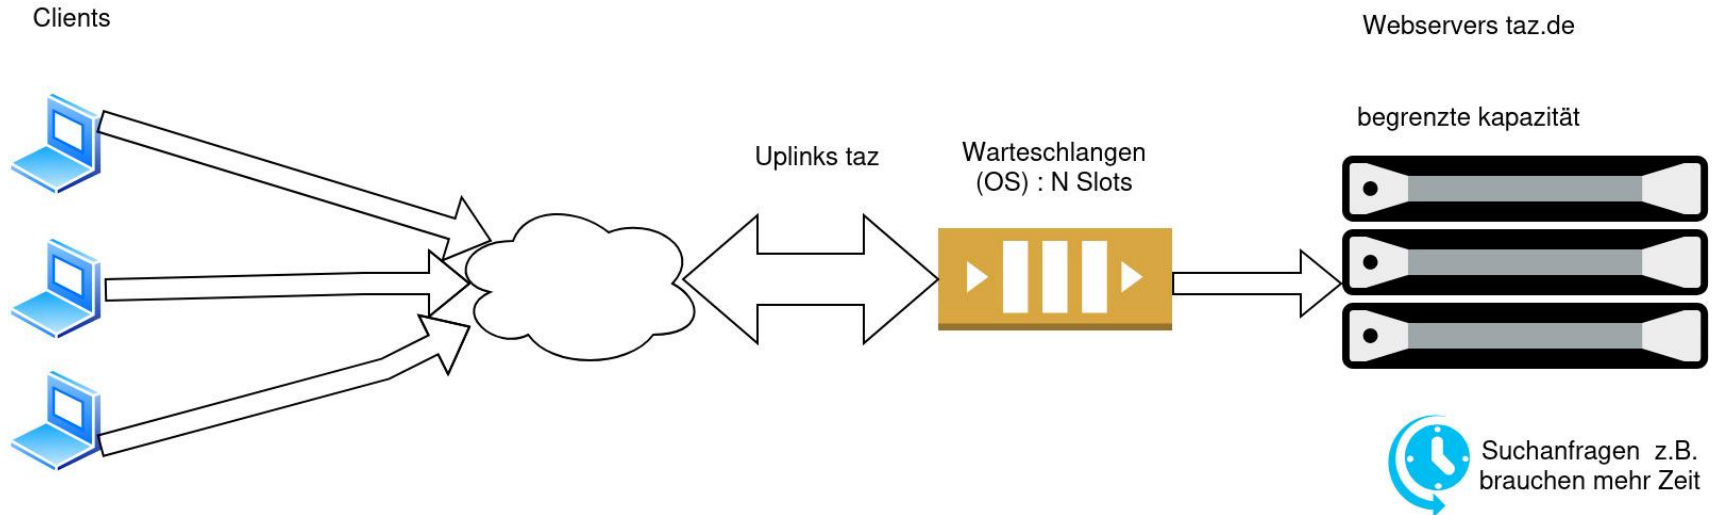 Clients
Webservers taz.de
begrenzte kapazität
Uplinks taz
Warteschlangen
(OS) : N Slots
Suchanfragen z.B.
brauchen mehr Zeit